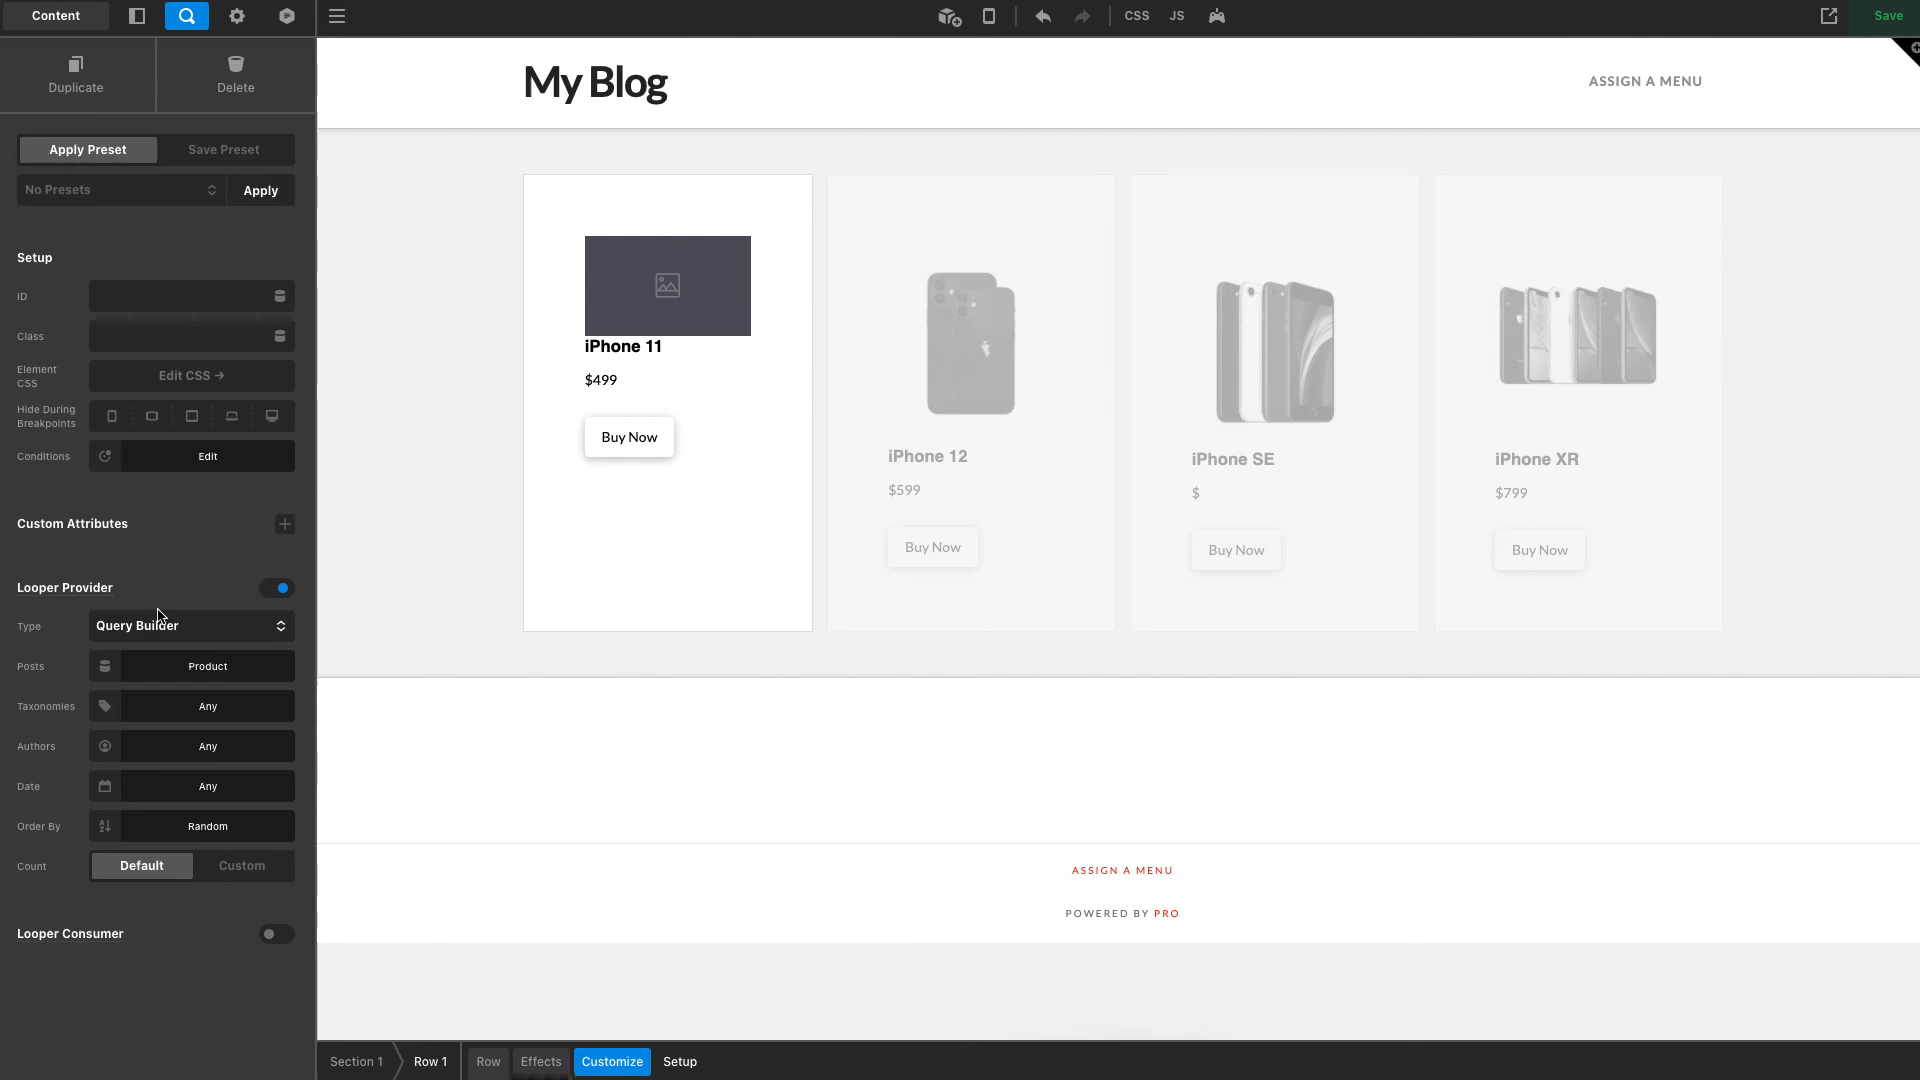 Content
CSS
JS
Save
Duplicate
Delete
Apply Preset
Save Preset
No Presets
Apply
Setup
ID
Class
Element
CSS
Edit CSS →
Hide During
Breakpoints
Conditions
Edit
Custom Attributes
Looper Provider
Type
Query Builder
Posts
Product
Taxonomies
Any
Authors
Any
Date
Any
Order By
Random
Count
Default
Custom
Looper Consumer
My Blog
ASSIGN A MENU
iPhone 11
$499
Buy Now
iPhone 12
$599
Buy Now
iPhone SE
$
Buy Now
iPhone XR
$799
Buy Now
ASSIGN A MENU
POWERED BY PRO
Section 1
Row 1
Row
Effects
Customize
Setup